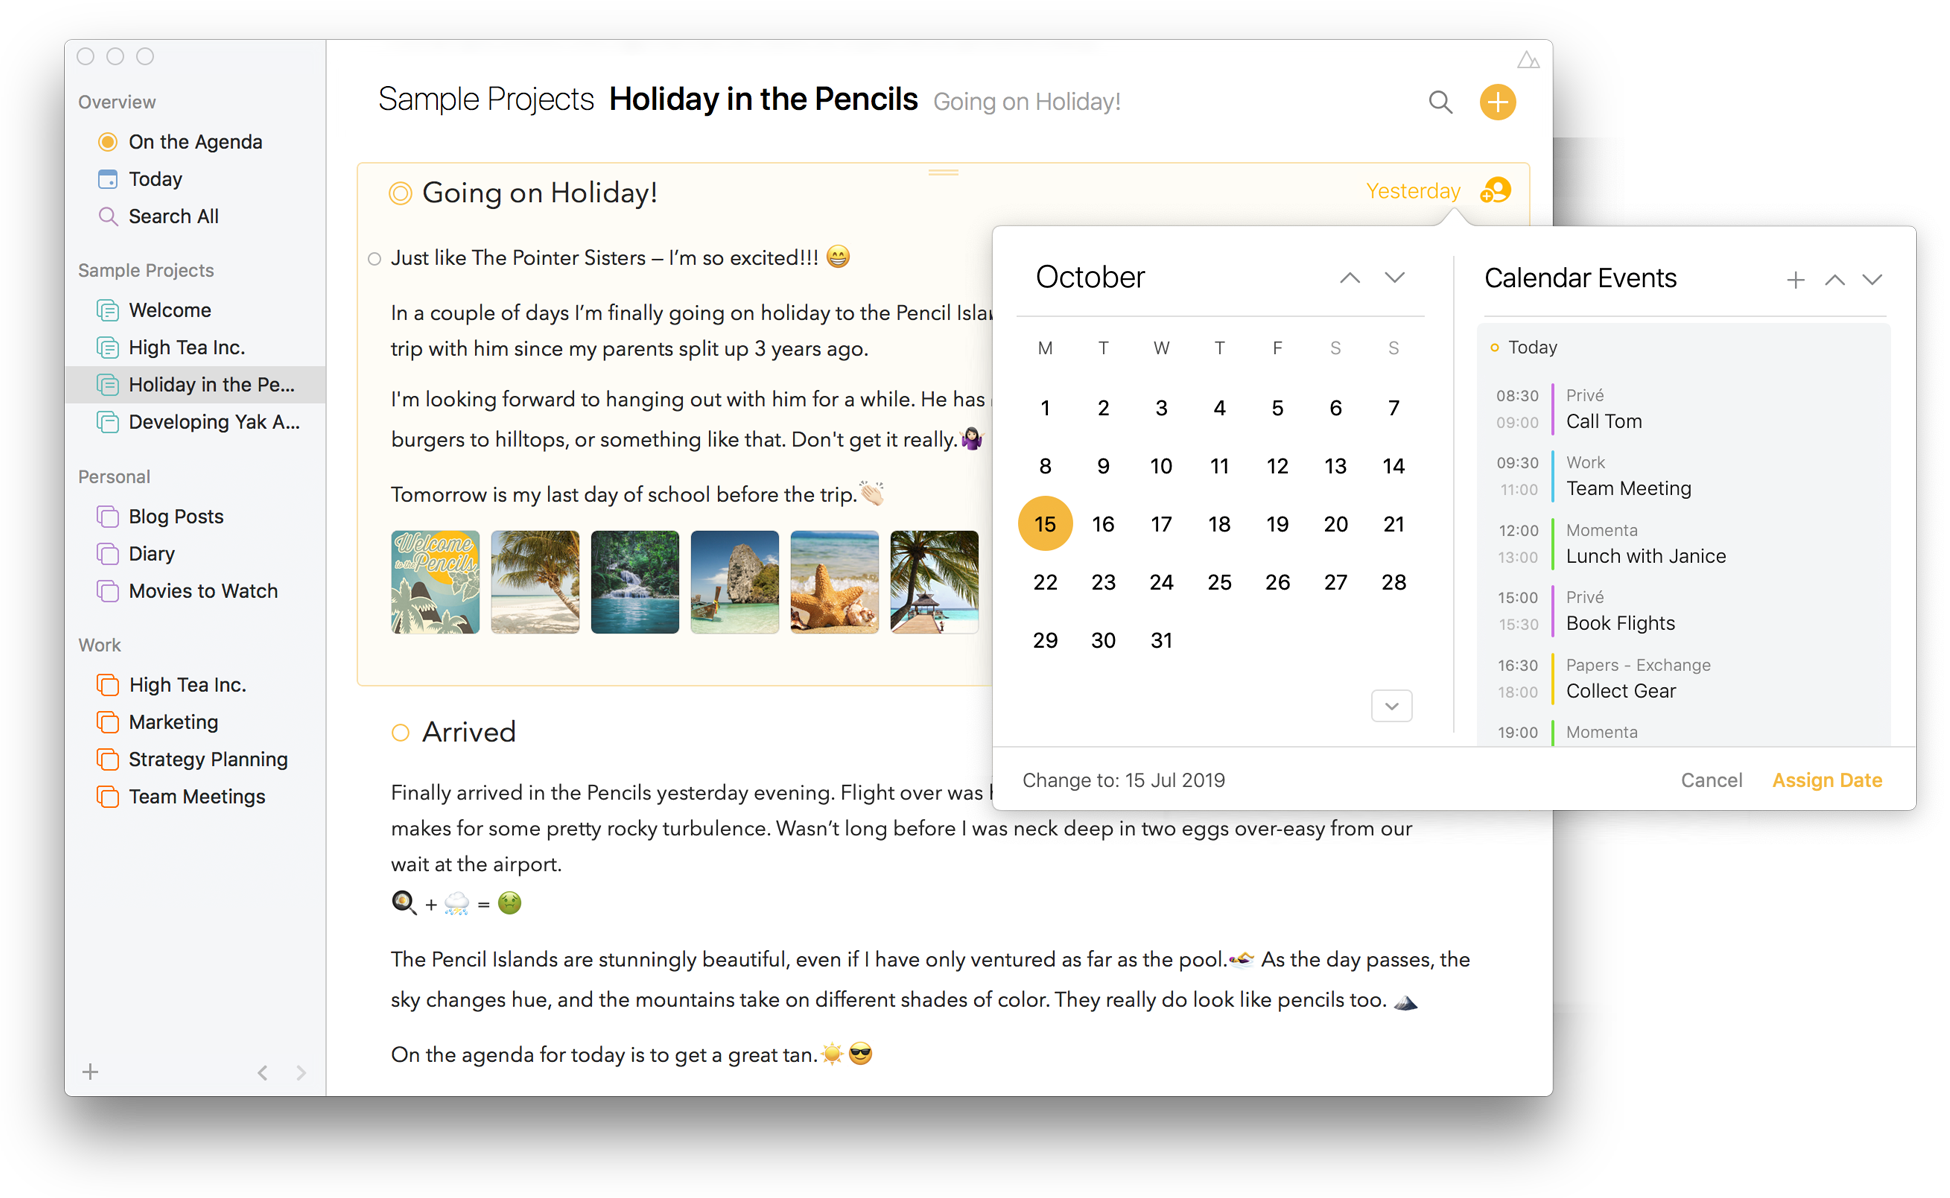 Overview
On the Agenda
Today
Search All
Sample Projects
Welcome
High Tea Inc.
Holiday in the Pe...
Developing Yak A...
Personal
Blog Posts
Diary
Movies to Watch
Work
High Tea Inc.
Marketing
Strategy Planning
Team Meetings
Sample Projects Holiday in the Pencils Going on Holiday!
Going on Holiday!
Yesterday
Just like The Pointer Sisters – I’m so excited!!! 😁
In a couple of days I’m finally going on holiday to the Pencil
trip with him since my parents split up 3 years ago.
I'm looking forward to hanging out with him for a while. He has
burgers to hilltops, or something like that. Don't get it really.🤷🏻‍♀️
Tomorrow is my last day of school before the trip.👏🏻
Welcome
to the Pencils
Arrived
Finally arrived in the Pencils yesterday evening. Flight over was
makes for some pretty rocky turbulence. Wasn’t long before I was neck deep in two eggs over-easy from our
wait at the airport.
🍳 + ⛈ = 🤢
The Pencil Islands are stunningly beautiful, even if I have only ventured as far as the pool.🏊‍♀️ As the day passes, the
sky changes hue, and the mountains take on different shades of color. They really do look like pencils too. 🏔
On the agenda for today is to get a great tan.☀️😎
October
M T W T F S S
1 2 3 4 5 6 7
8 9 10 11 12 13 14
15 16 17 18 19 20 21
22 23 24 25 26 27 28
29 30 31
Calendar Events
Today
08:30 Privé
09:00 Call Tom
09:30 Work
11:00 Team Meeting
12:00 Momenta
13:00 Lunch with Janice
15:00 Privé
15:30 Book Flights
16:30 Papers - Exchange
18:00 Collect Gear
19:00 Momenta
Change to: 15 Jul 2019
Cancel
Assign Date